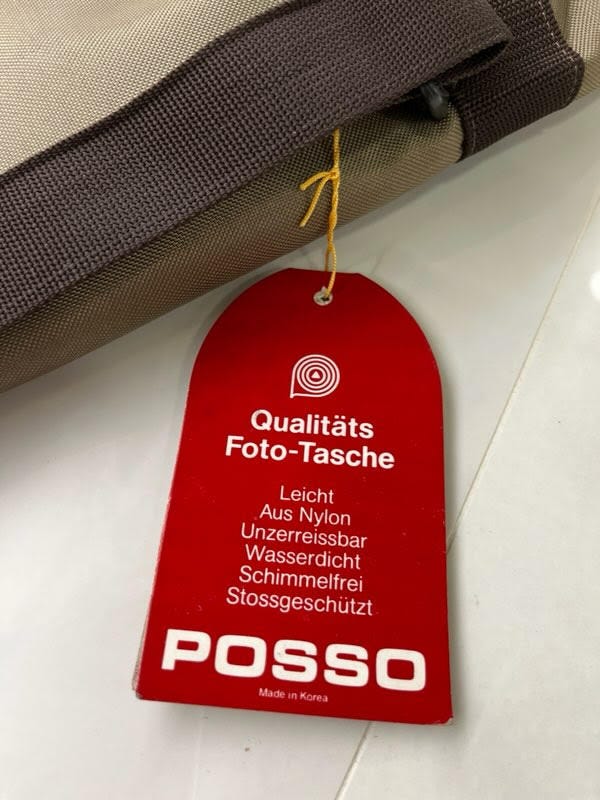 Qualitäts
Foto-Tasche
Leicht
Aus Nylon
Unzerreissbar
Wasserdicht
Schimmelfrei
Stossgeschützt
POSSO
Made in Korea